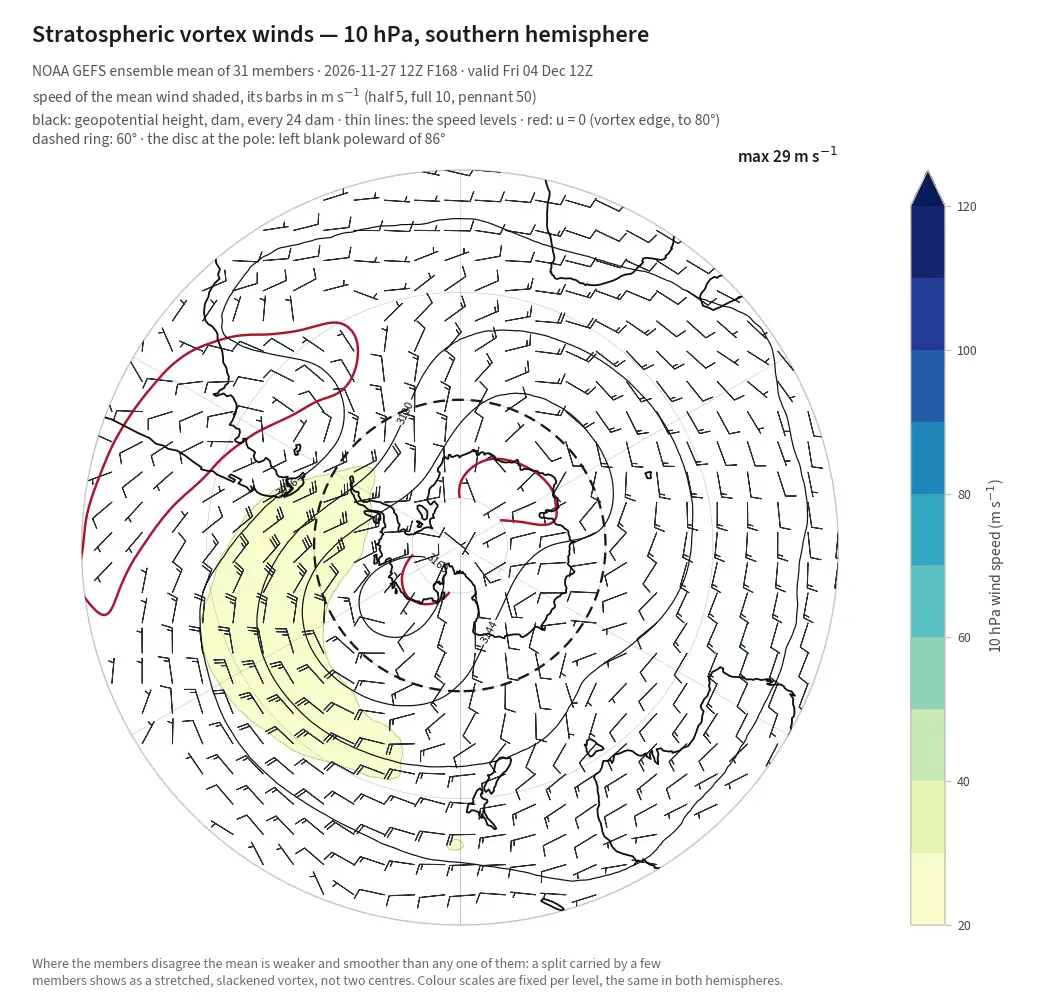 Stratospheric vortex winds — 10 hPa, southern hemisphere
NOAA GEFS ensemble mean of 31 members · 2026-11-27 12Z F168 · valid Fri 04 Dec 12Z
speed of the mean wind shaded, its barbs in m s⁻¹ (half 5, full 10, pennant 50)
black: geopotential height, dam, every 24 dam · thin lines: the speed levels · red: u = 0 (vortex edge, to 80°)
dashed ring: 60° · the disc at the pole: left blank poleward of 86°
max 29 m s⁻¹
120
100
80
60
40
20
10 hPa wind speed (m s⁻¹)
3144
Where the members disagree the mean is weaker and smoother than any one of them: a split carried by a few
members shows as a stretched, slackened vortex, not two centres. Colour scales are fixed per level, the same in both hemispheres.